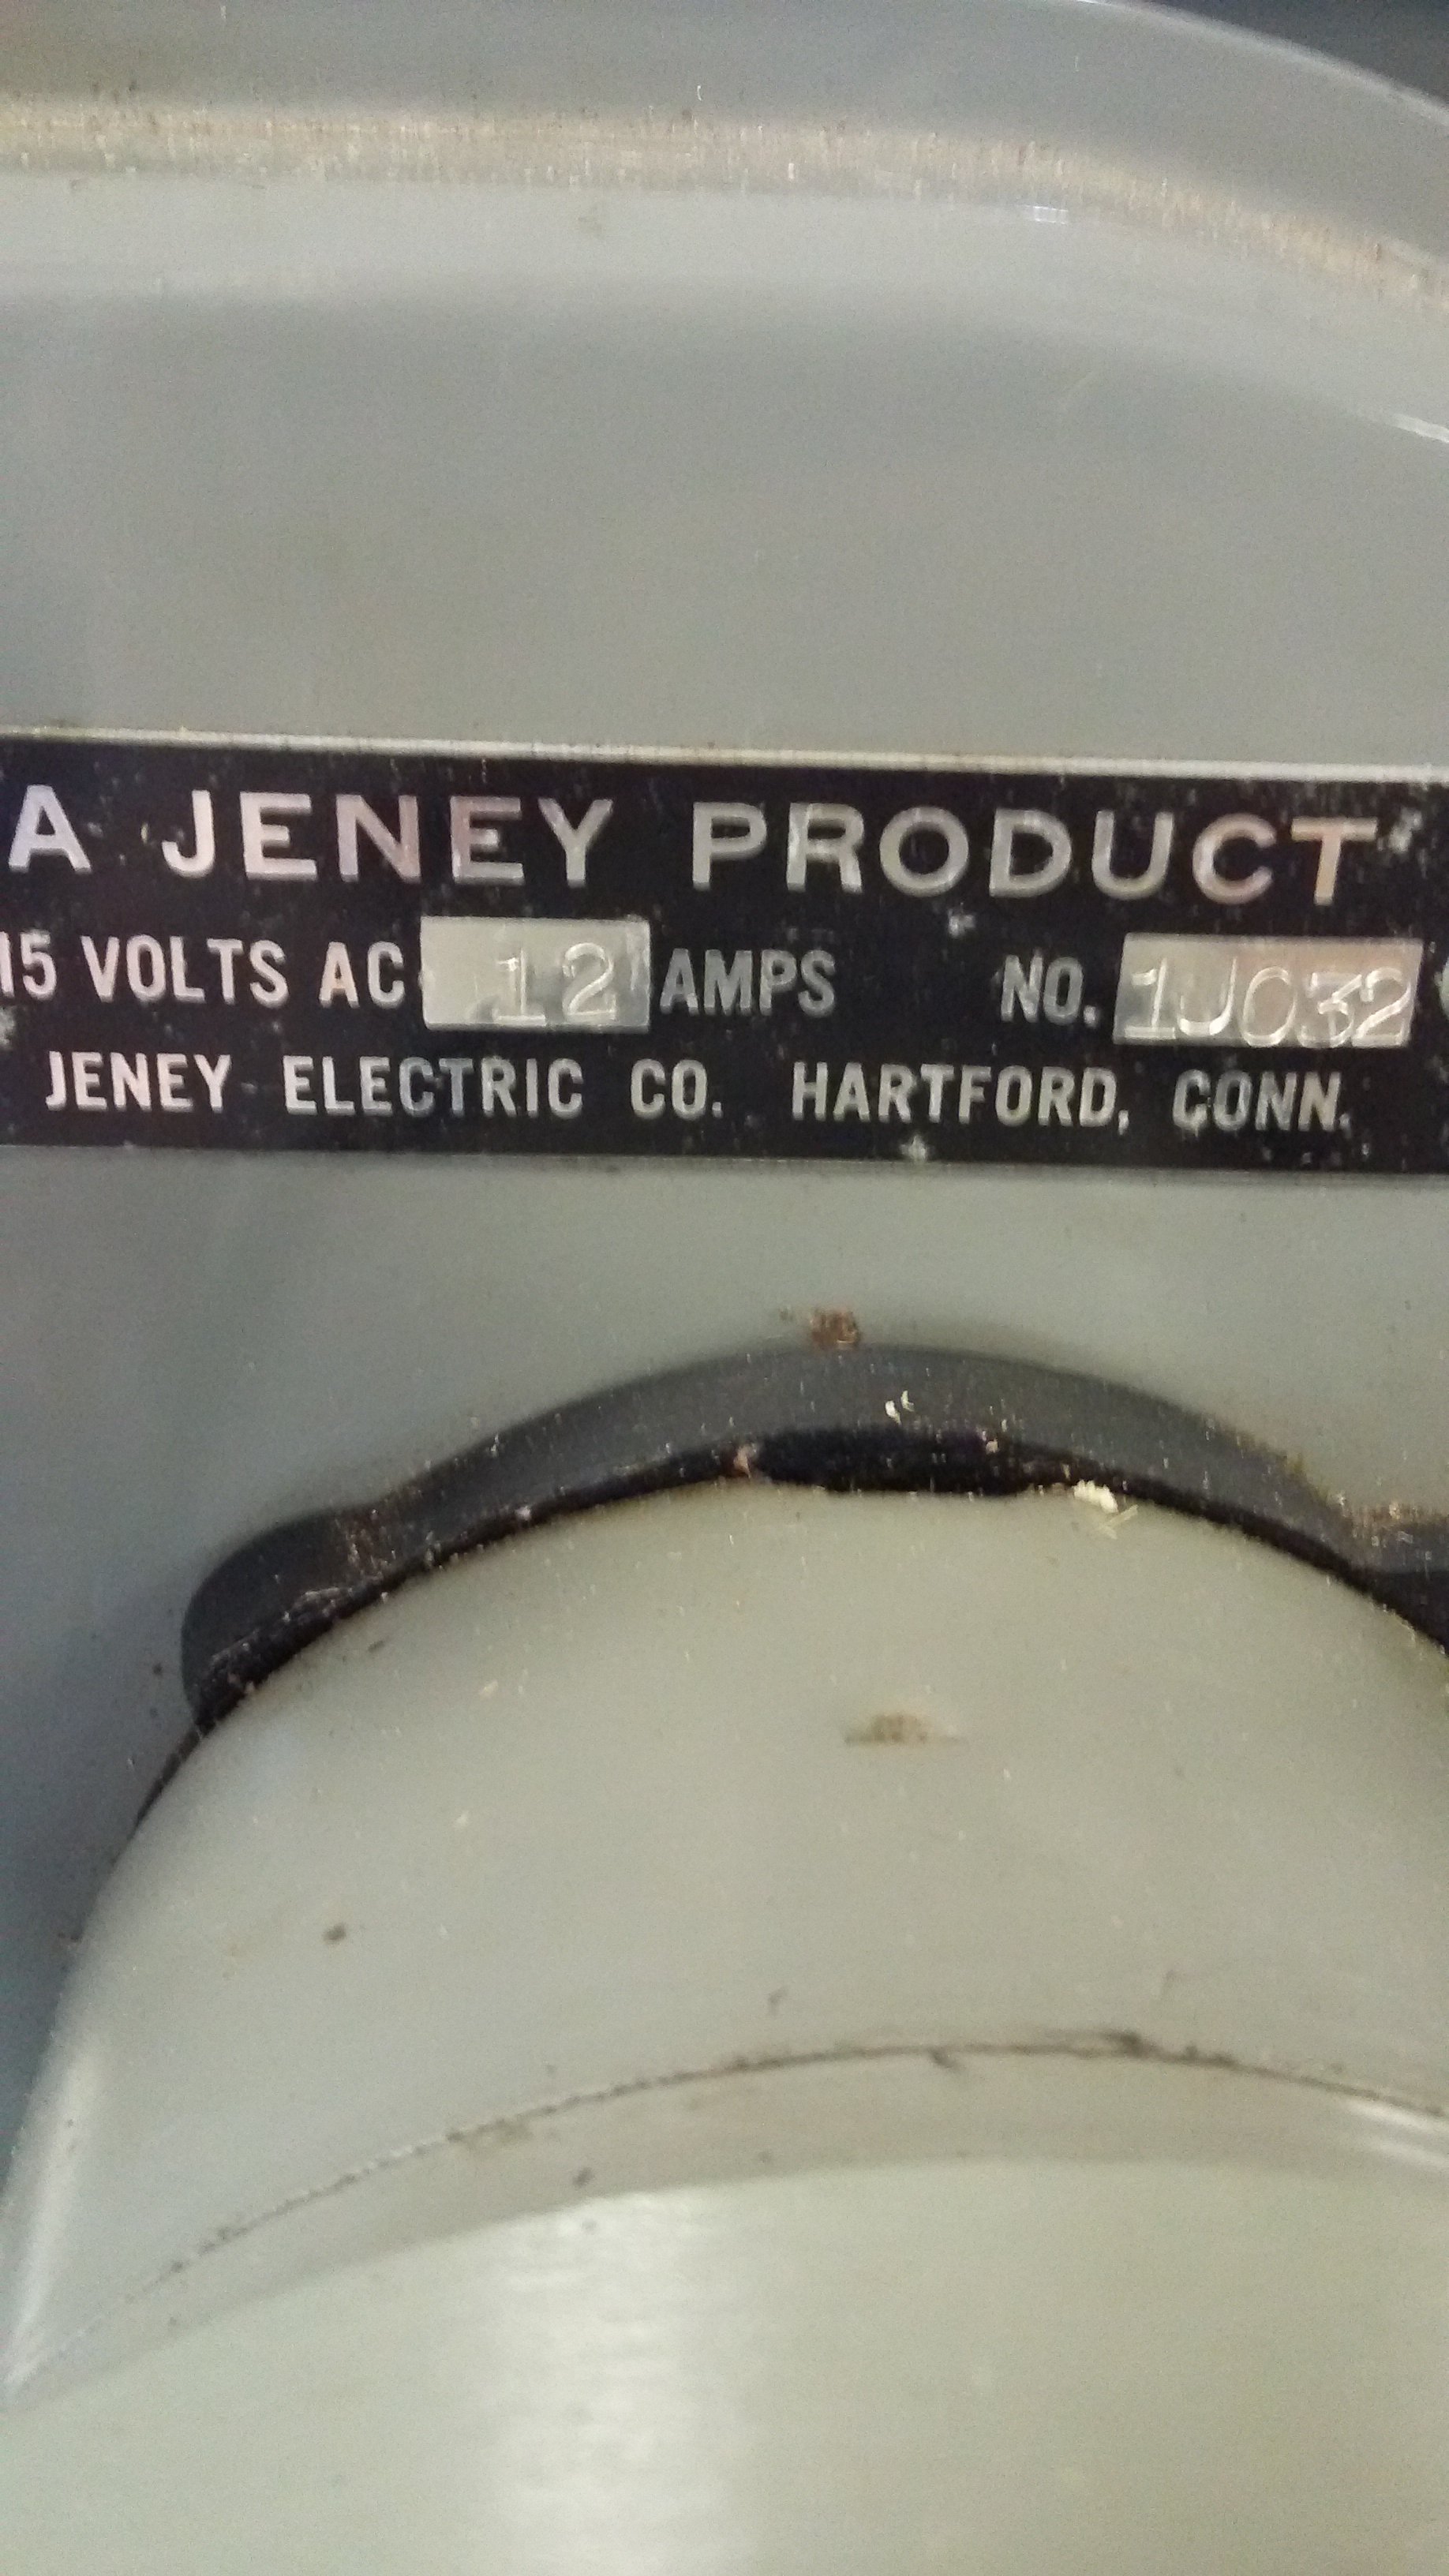 A JENEY PRODUCT
15 VOLTS AC 12 AMPS NO. 1J032
JENEY ELECTRIC CO. HARTFORD, CONN.